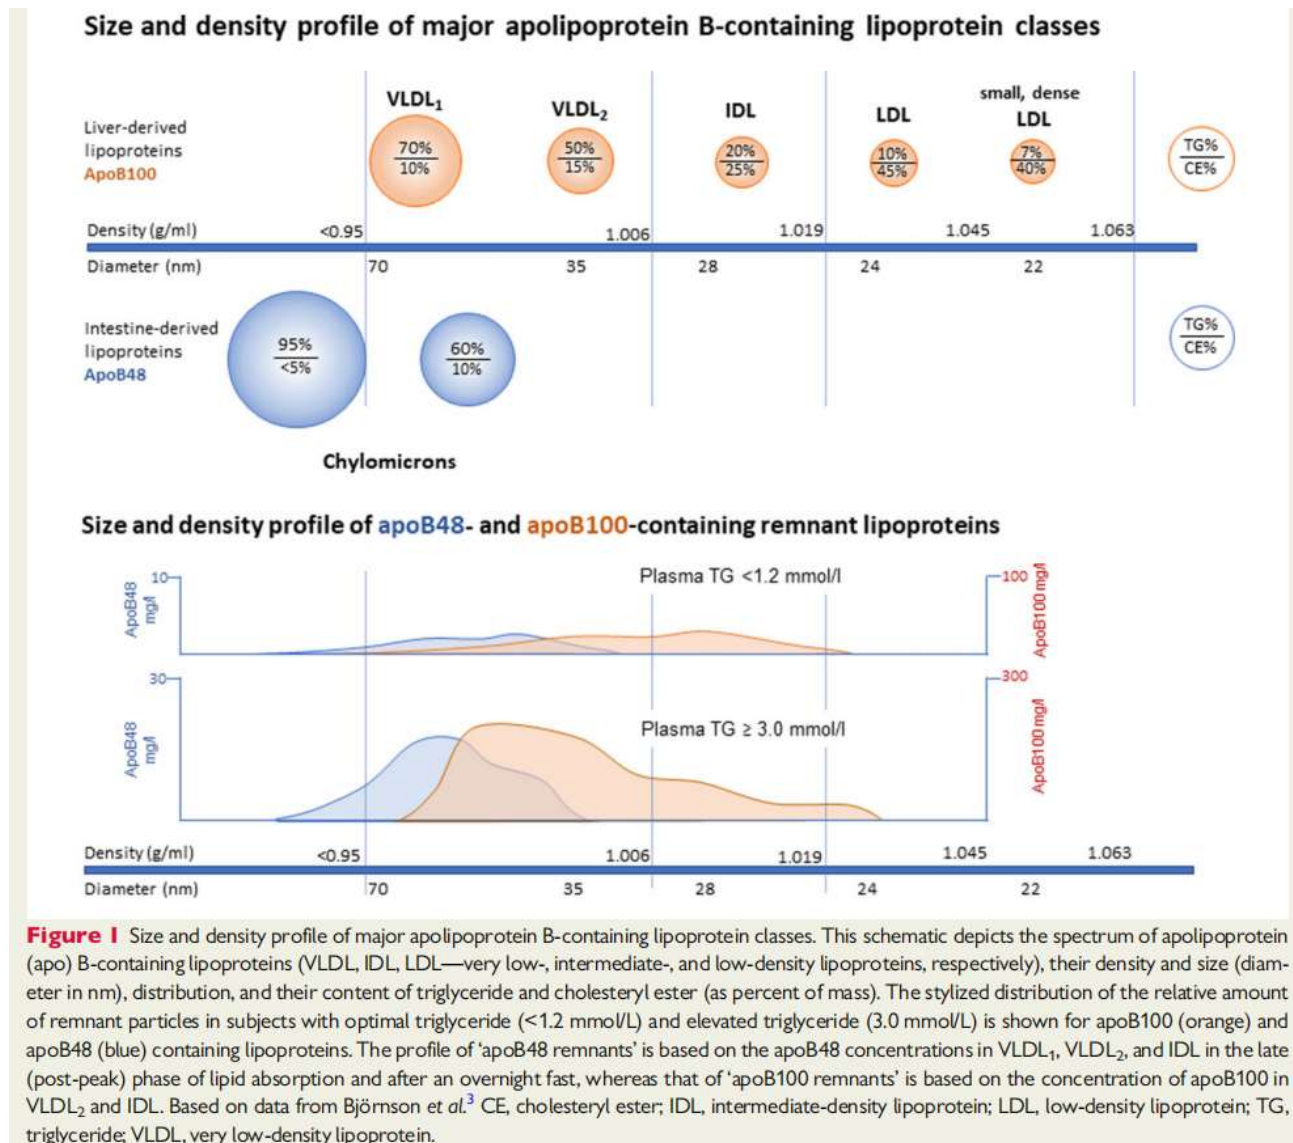 Size and density profile of major apolipoprotein B-containing lipoprotein classes
VLDL₁
VLDL₂
IDL
LDL
small, dense
LDL
Liver-derived
lipoproteins
ApoB100
70%
10%
50%
15%
20%
25%
10%
45%
7%
40%
TG%
CE%
Density (g/ml) <0.95 1.006 1.019 1.045 1.063
Diameter (nm) 70 35 28 24 22
Intestine-derived
lipoproteins
ApoB48
95%
<5%
60%
10%
TG%
CE%
Chylomicrons
Size and density profile of apoB48- and apoB100-containing remnant lipoproteins
ApoB48
mg/l
10
Plasma TG <1.2 mmol/l
100
ApoB100 mg/l
ApoB48
mg/l
30
Plasma TG ≥ 3.0 mmol/l
300
ApoB100 mg/l
Density (g/ml) <0.95 1.006 1.019 1.045 1.063
Diameter (nm) 70 35 28 24 22
Figure 1 Size and density profile of major apolipoprotein B-containing lipoprotein classes. This schematic depicts the spectrum of apolipoprotein
(apo) B-containing lipoproteins (VLDL, IDL, LDL—very low-, intermediate-, and low-density lipoproteins, respectively), their density and size (diam-
eter in nm), distribution, and their content of triglyceride and cholesteryl ester (as percent of mass). The stylized distribution of the relative amount
of remnant particles in subjects with optimal triglyceride (<1.2 mmol/L) and elevated triglyceride (3.0 mmol/L) is shown for apoB100 (orange) and
apoB48 (blue) containing lipoproteins. The profile of ‘apoB48 remnants’ is based on the apoB48 concentrations in VLDL₁, VLDL₂, and IDL in the late
(post-peak) phase of lipid absorption and after an overnight fast, whereas that of ‘apoB100 remnants’ is based on the concentration of apoB100 in
VLDL₂ and IDL. Based on data from Björnson et al.³ CE, cholesteryl ester; IDL, intermediate-density lipoprotein; LDL, low-density lipoprotein; TG,
triglyceride; VLDL, very low-density lipoprotein.